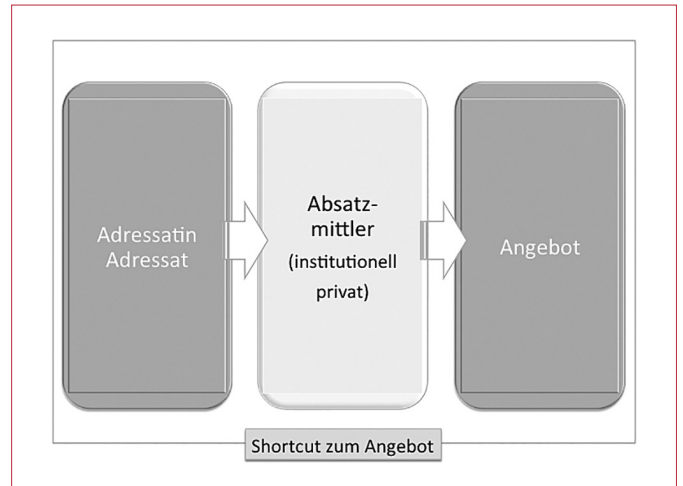 Adressatin
Adressat
Absatz-
mittler
(institutionell
privat)
Angebot
Shortcut zum Angebot